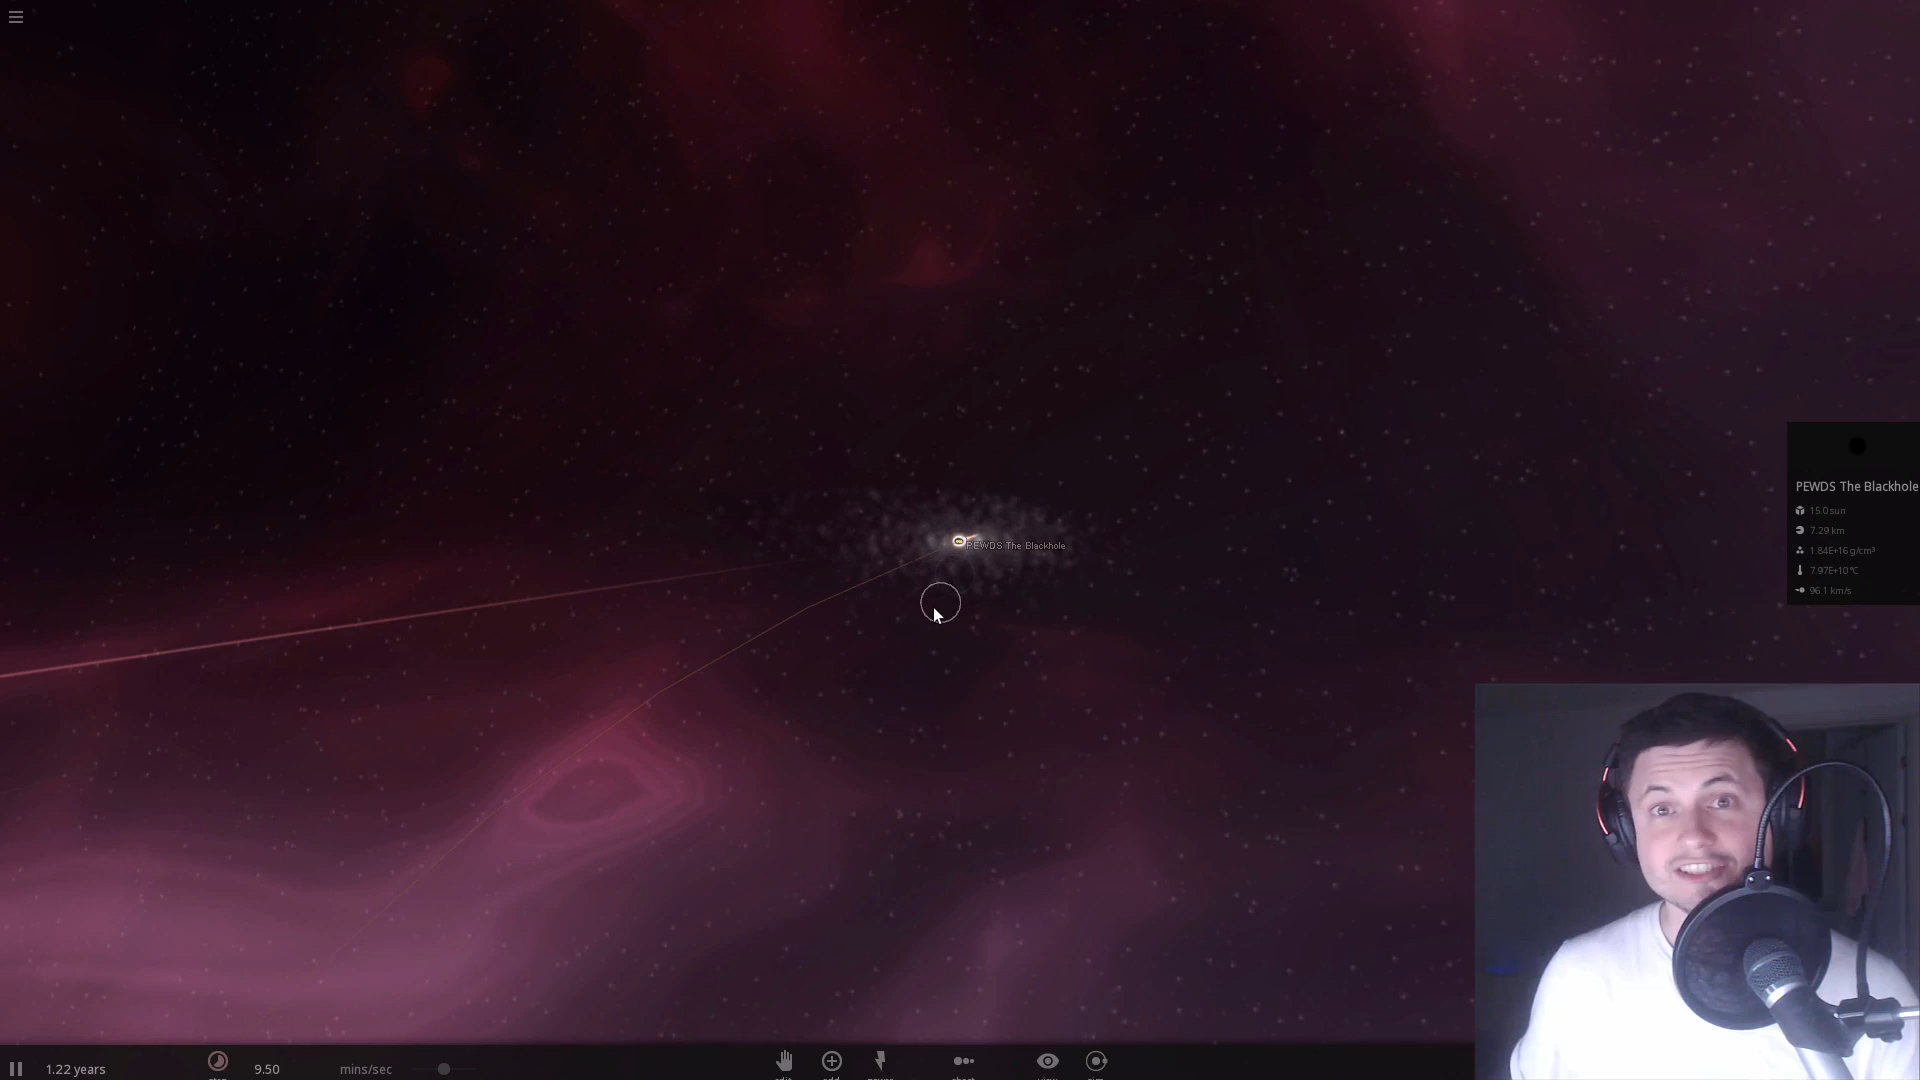 PEWDS The Blackhole
PEWDS The Blackhole
15.0 sun
7.29 km
1.84E+16 g/cm³
7.97E+10 °C
96.1 km/s
1.22 years
9.50
mins/sec